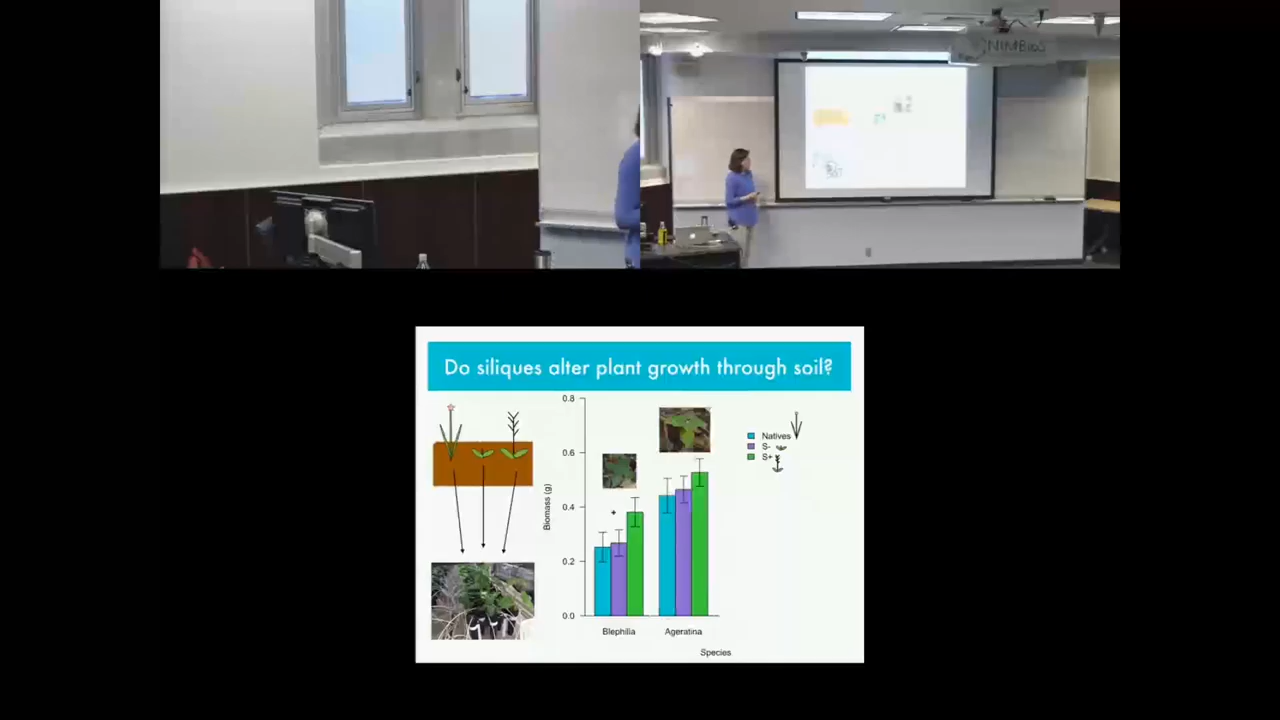 NIMBioS
Do siliques alter plant growth through soil?
0.8
0.6
0.4
0.2
0.0
Biomass (g)
+
Blephilla
Ageratina
Species
Natives
S-
S+